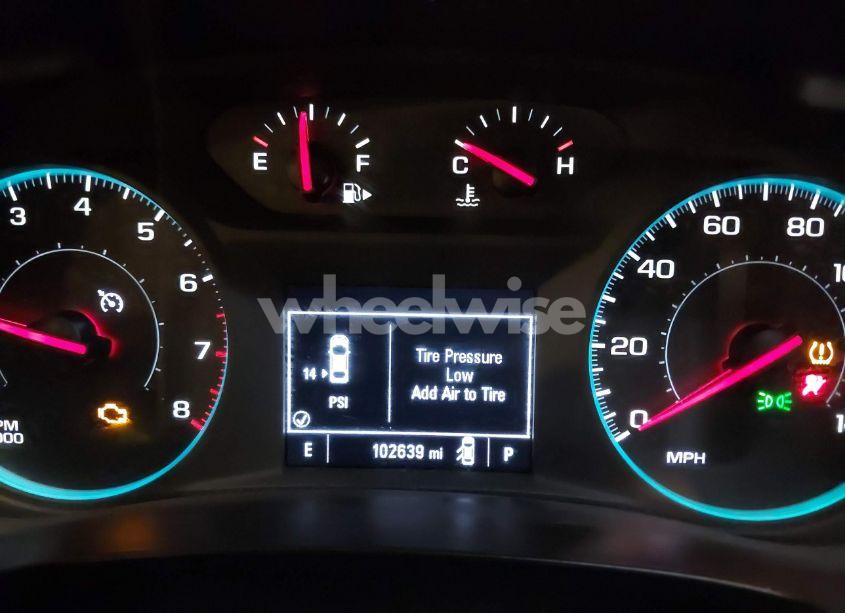 E F C H
3 4 5 6 7 8
PM
000
wheelwise
14
PSI
Tire Pressure
Low
Add Air to Tire
E 102639 mi P
0 20 40 60 80
MPH